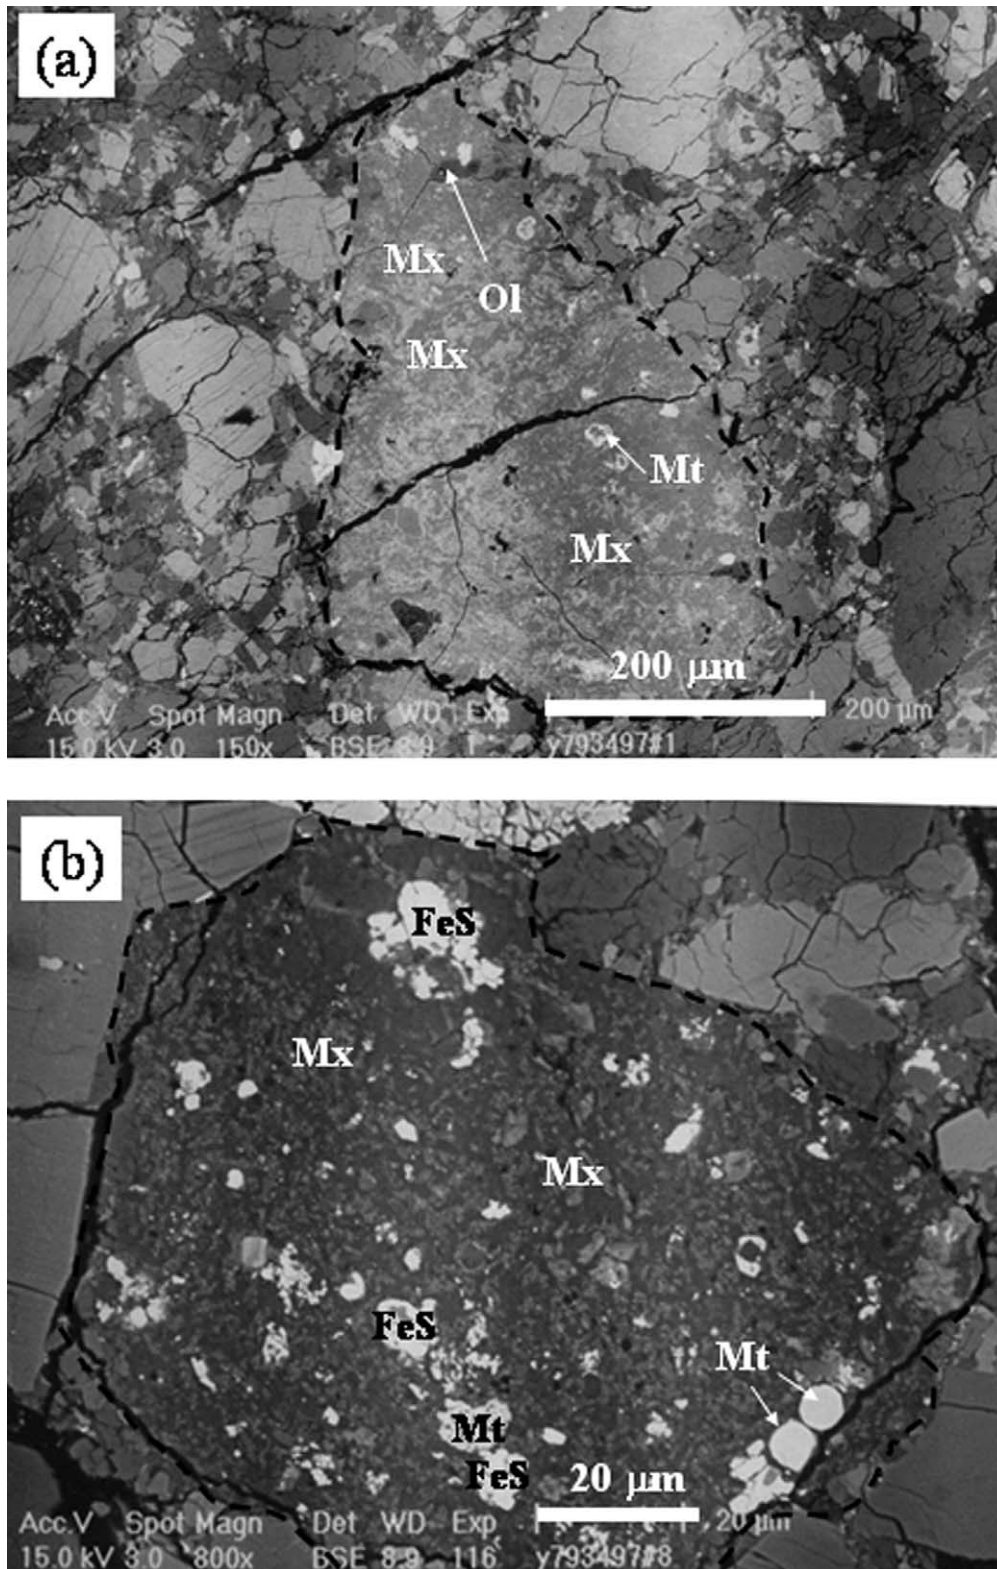 (a)
Mx
Ol
Mx
Mt
Mx
200 μm
Acc.V Spot Magn Det WD Exp 200 μm
15.0 kV 3.0 150x BSE 8.9 1 y793497#1
(b)
FeS
Mx
Mx
FeS
Mt
Mt
FeS
20 μm
Acc.V Spot Magn Det WD Exp 20 μm
15.0 kV 3.0 800x BSE 8.9 116 y793497#8